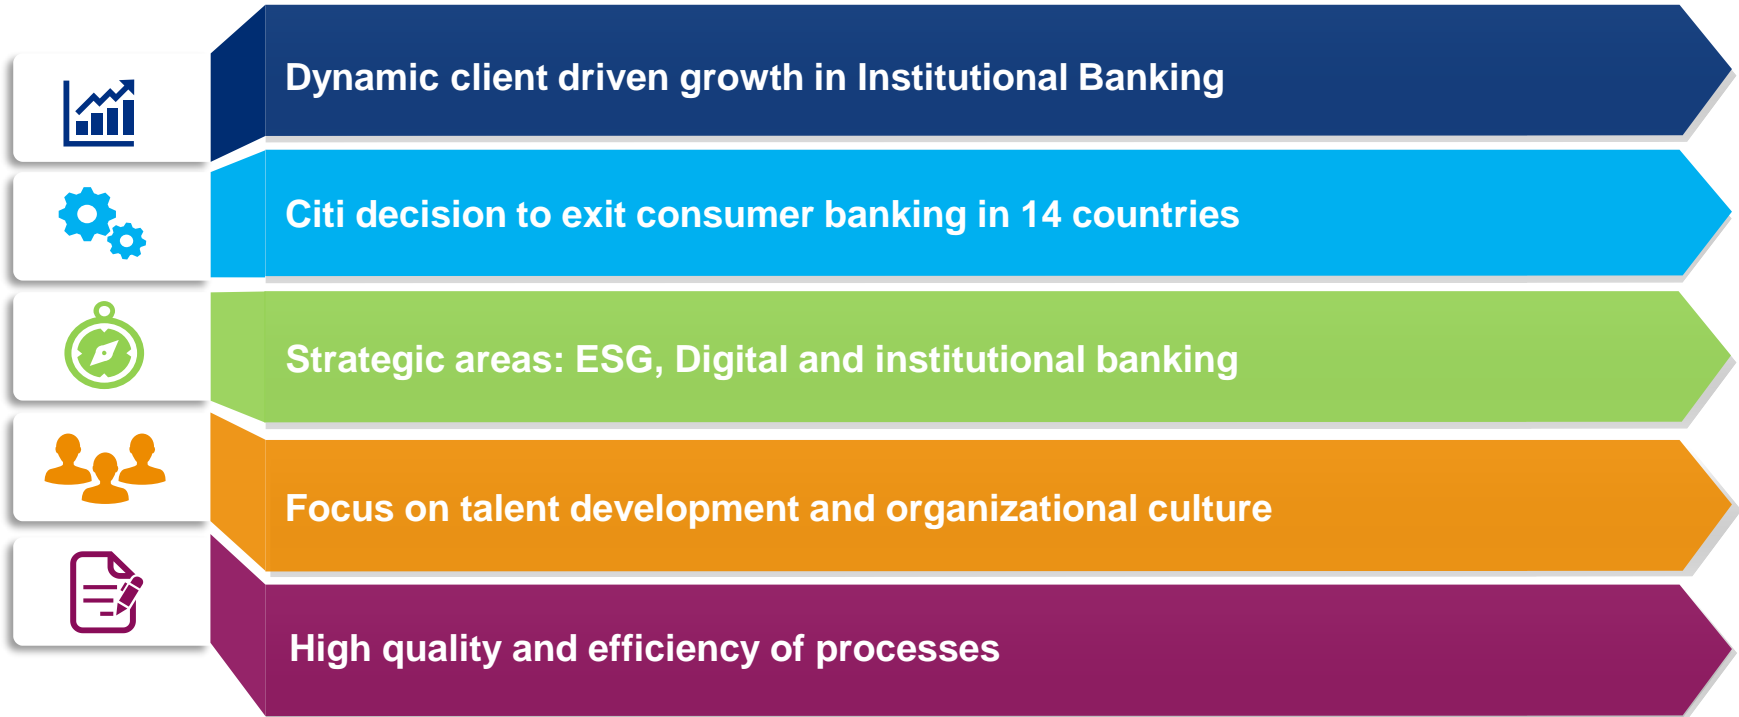 Dynamic client driven growth in Institutional Banking
Citi decision to exit consumer banking in 14 countries
Strategic areas: ESG, Digital and institutional banking
Focus on talent development and organizational culture
High quality and efficiency of processes